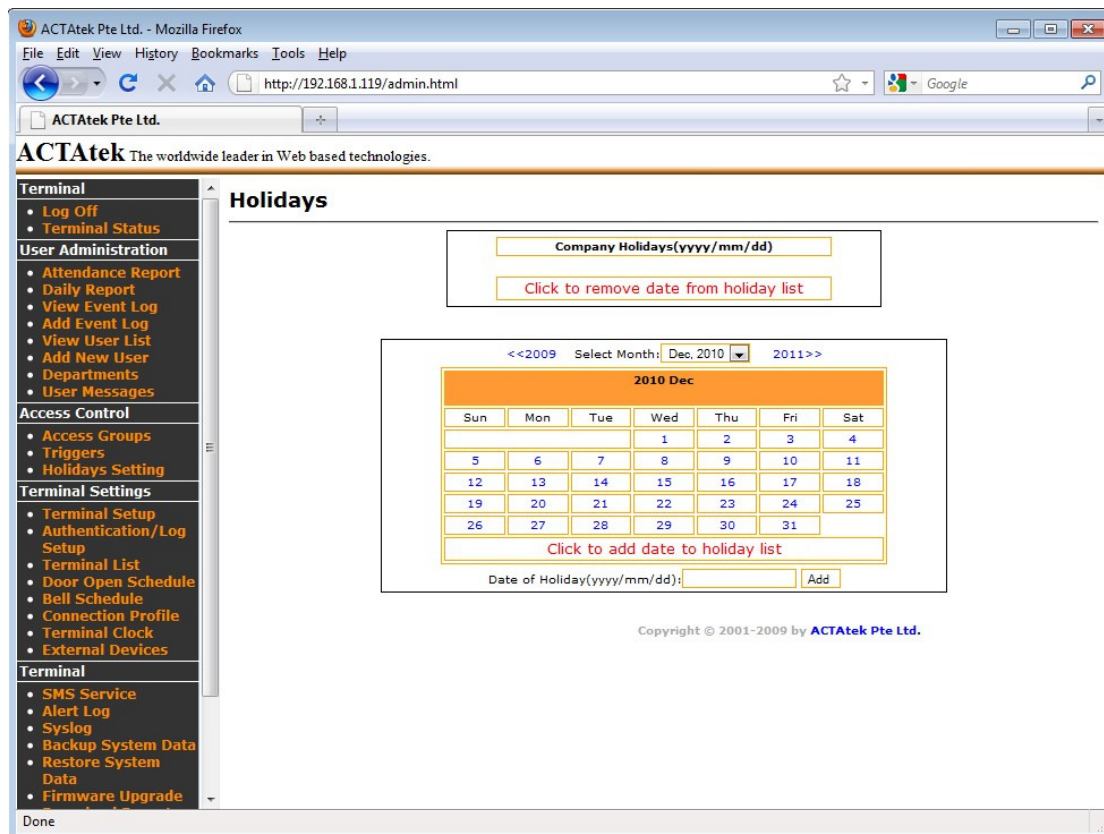 ACTAtek Pte Ltd. - Mozilla Firefox
File Edit View History Bookmarks Tools Help
http://192.168.1.119/admin.html
Google
ACTAtek Pte Ltd.
ACTAtek The worldwide leader in Web based technologies.
Terminal
• Log Off
• Terminal Status
User Administration
• Attendance Report
• Daily Report
• View Event Log
• Add Event Log
• View User List
• Add New User
• Departments
• User Messages
Access Control
• Access Groups
• Triggers
• Holidays Setting
Terminal Settings
• Terminal Setup
• Authentication/Log
Setup
• Terminal List
• Door Open Schedule
• Bell Schedule
• Connection Profile
• Terminal Clock
• External Devices
Terminal
• SMS Service
• Alert Log
• Syslog
• Backup System Data
• Restore System
Data
• Firmware Upgrade
Holidays
Company Holidays(yyyy/mm/dd)
Click to remove date from holiday list
<<2009 Select Month: Dec, 2010 2011>>
2010 Dec
Sun Mon Tue Wed Thu Fri Sat
1 2 3 4
5 6 7 8 9 10 11
12 13 14 15 16 17 18
19 20 21 22 23 24 25
26 27 28 29 30 31
Click to add date to holiday list
Date of Holiday(yyyy/mm/dd): Add
Copyright © 2001-2009 by ACTAtek Pte Ltd.
Done